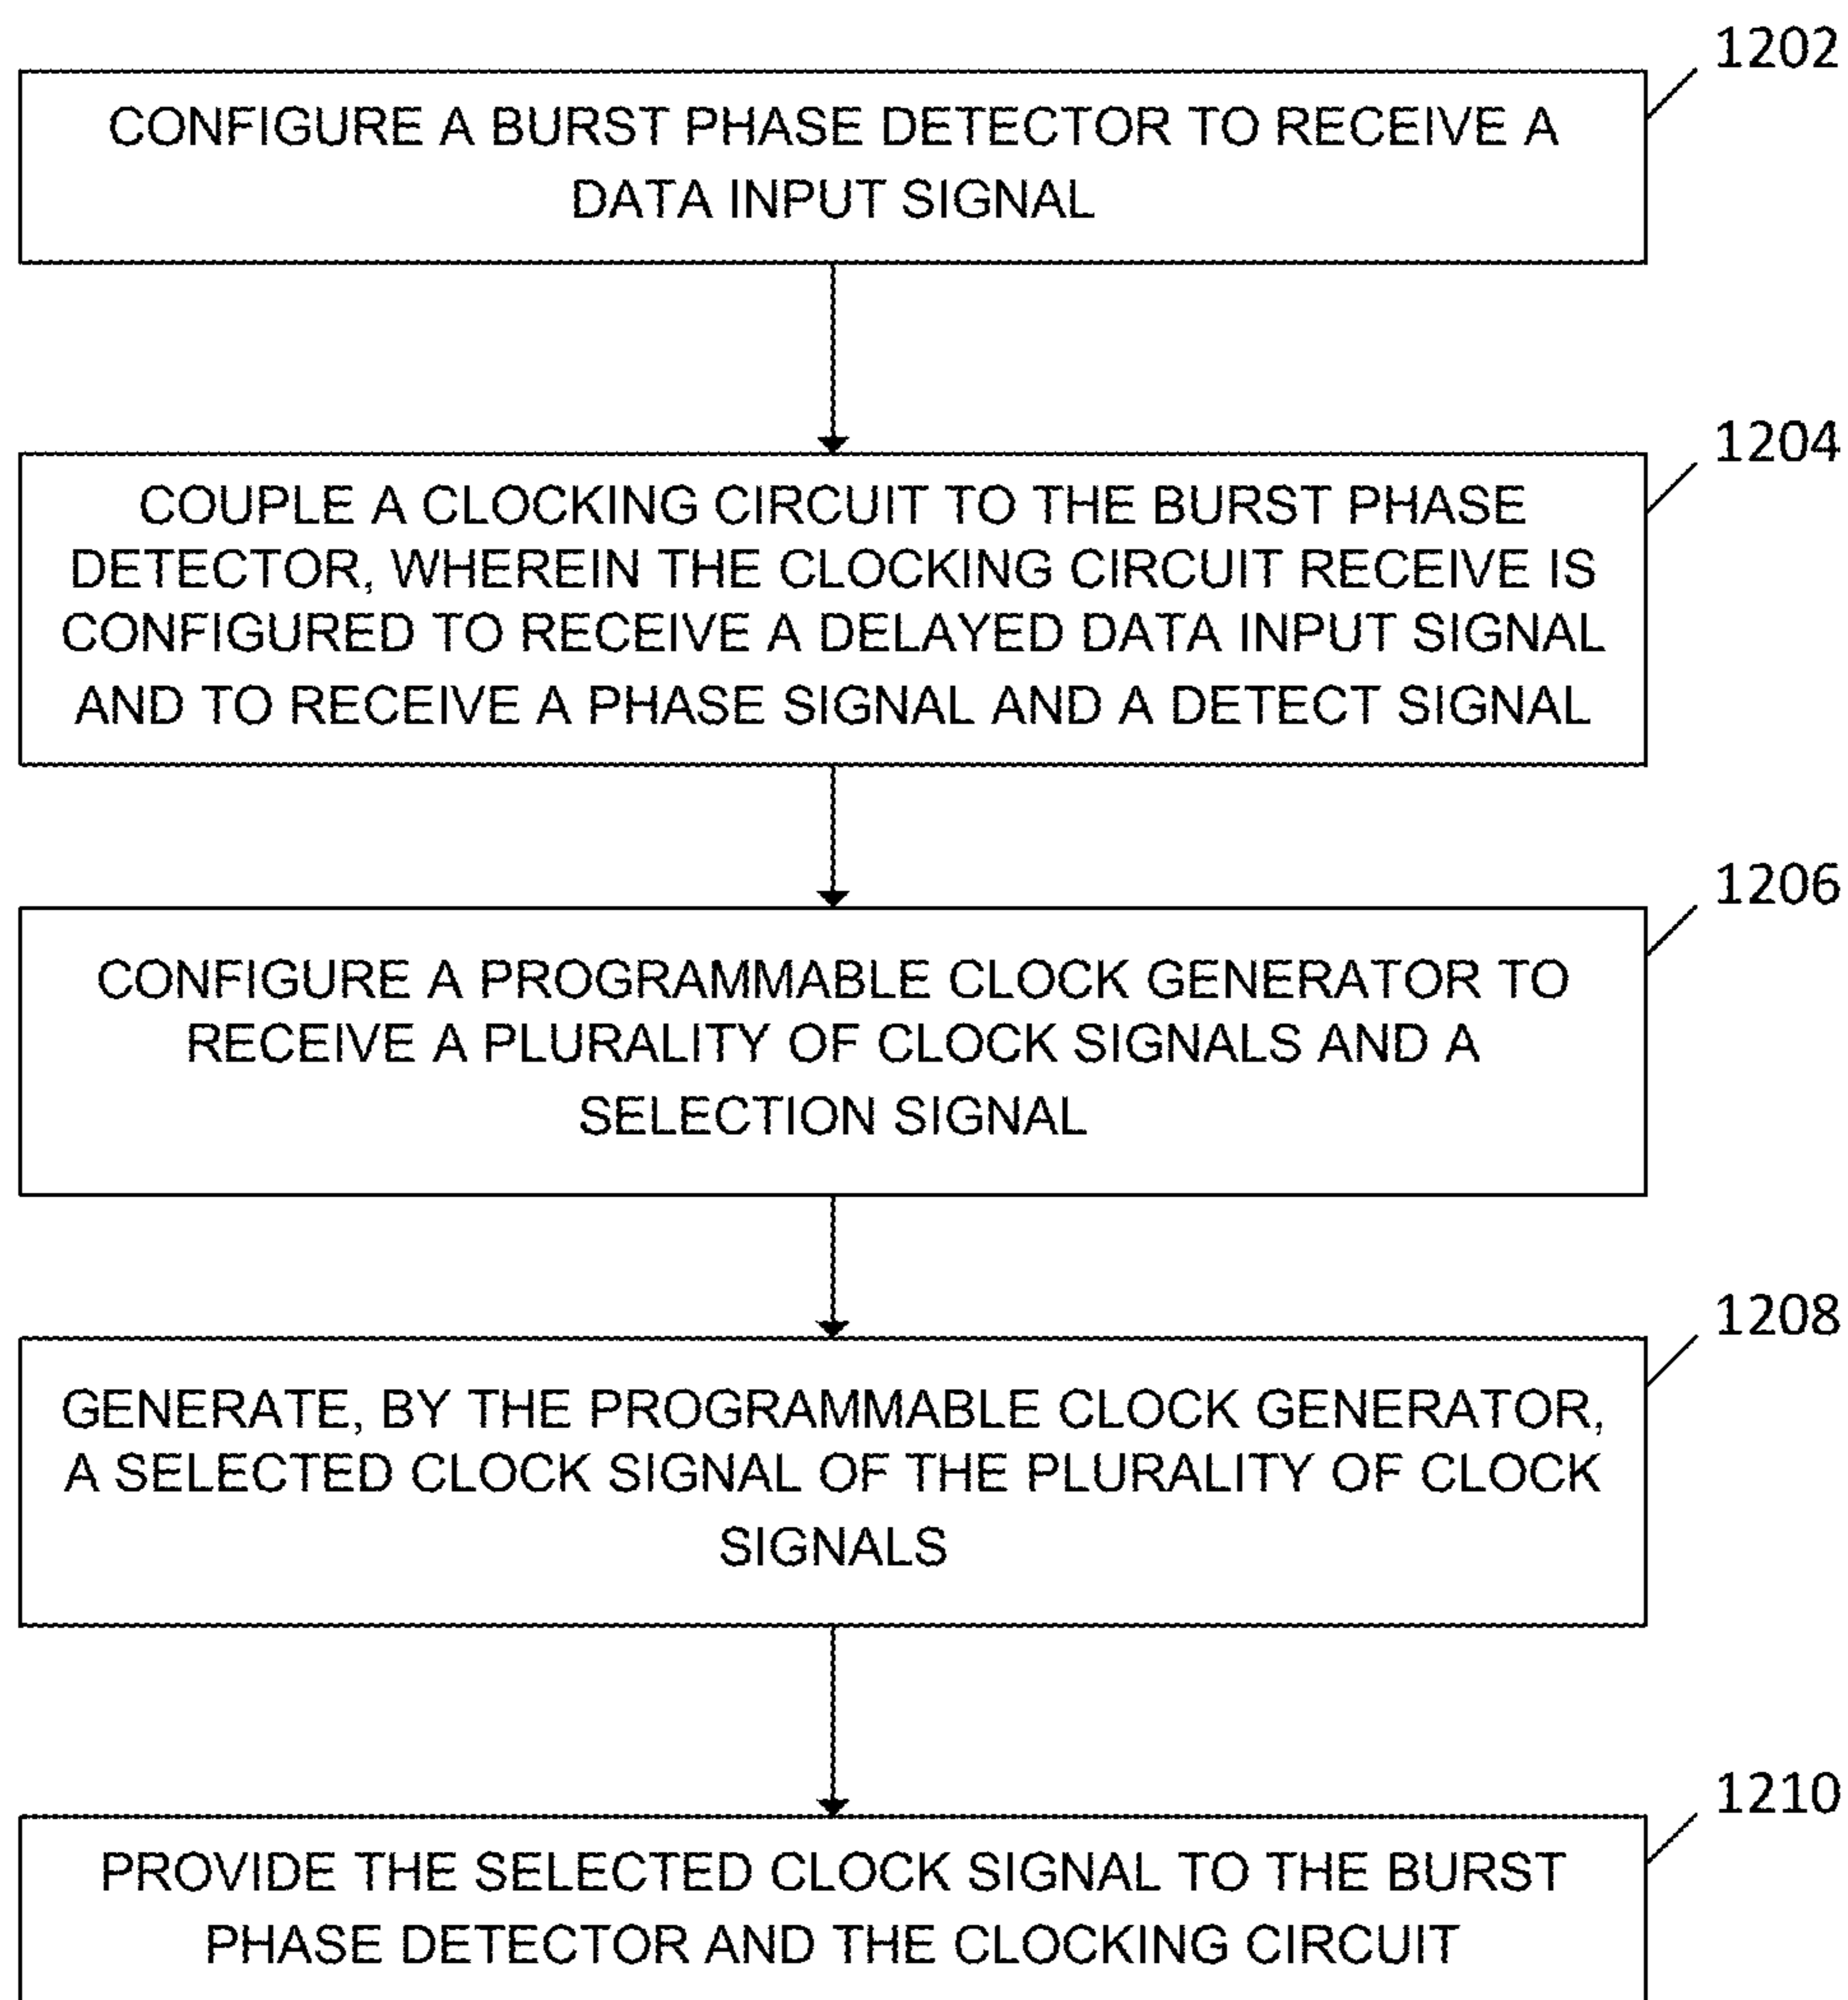 1202
CONFIGURE A BURST PHASE DETECTOR TO RECEIVE A
DATA INPUT SIGNAL
1204
COUPLE A CLOCKING CIRCUIT TO THE BURST PHASE
DETECTOR, WHEREIN THE CLOCKING CIRCUIT RECEIVE IS
CONFIGURED TO RECEIVE A DELAYED DATA INPUT SIGNAL
AND TO RECEIVE A PHASE SIGNAL AND A DETECT SIGNAL
1206
CONFIGURE A PROGRAMMABLE CLOCK GENERATOR TO
RECEIVE A PLURALITY OF CLOCK SIGNALS AND A
SELECTION SIGNAL
1208
GENERATE, BY THE PROGRAMMABLE CLOCK GENERATOR,
A SELECTED CLOCK SIGNAL OF THE PLURALITY OF CLOCK
SIGNALS
1210
PROVIDE THE SELECTED CLOCK SIGNAL TO THE BURST
PHASE DETECTOR AND THE CLOCKING CIRCUIT